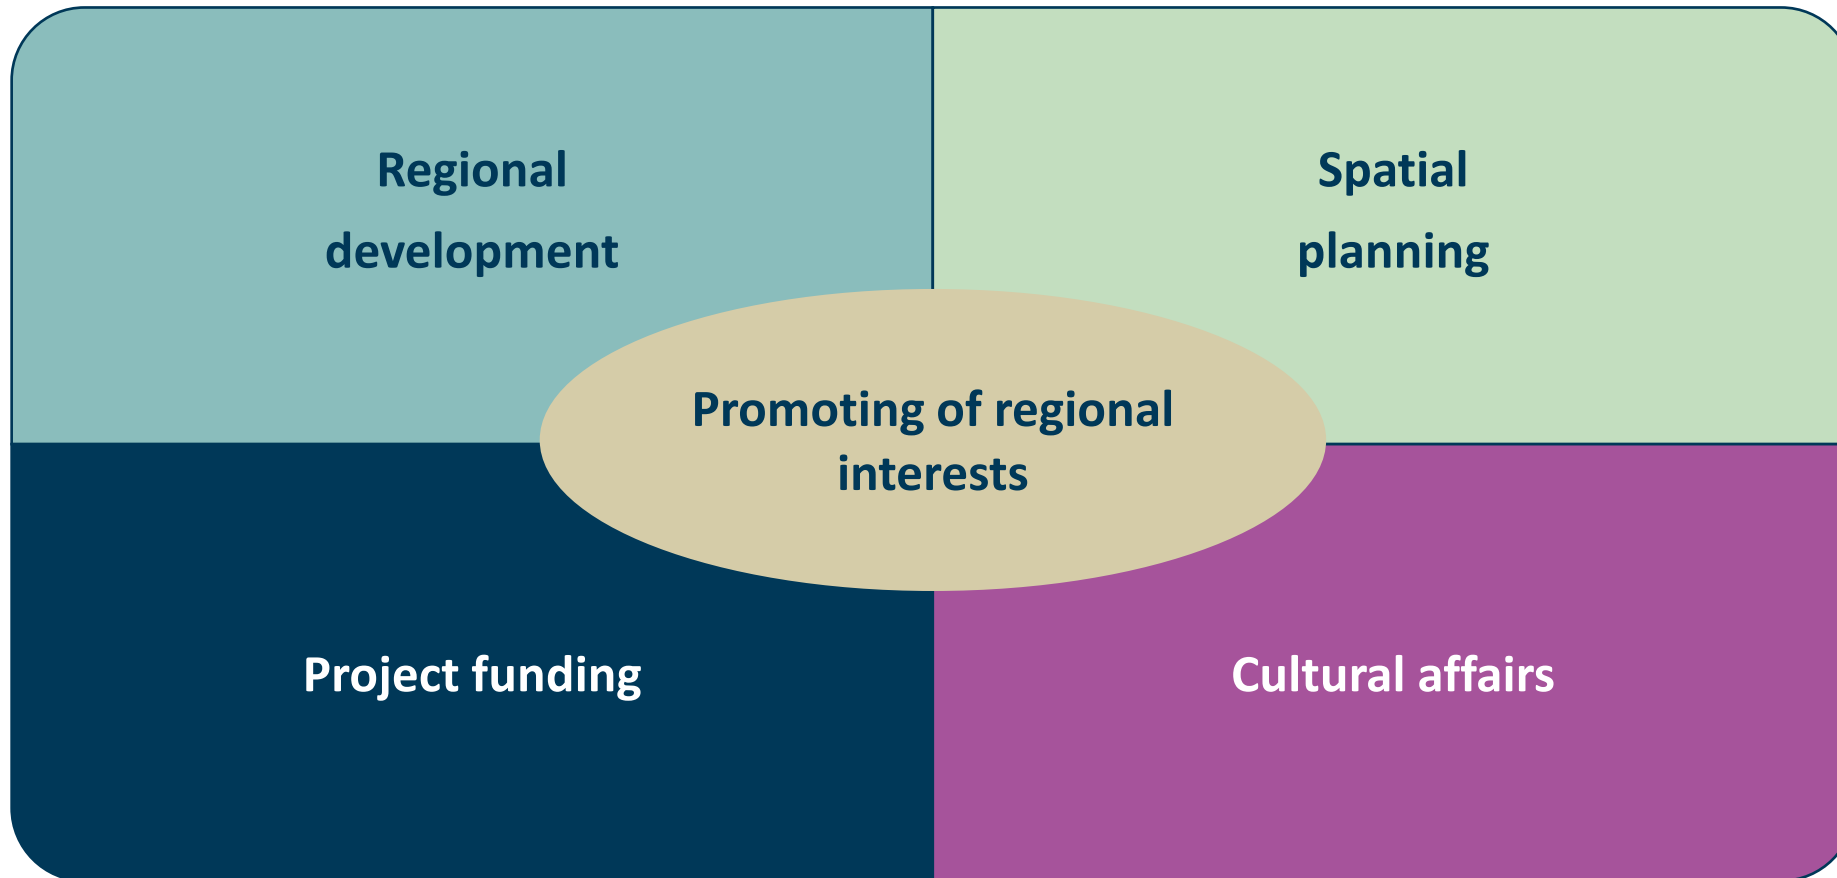 Regional
development
Spatial
planning
Promoting of regional
interests
Project funding
Cultural affairs